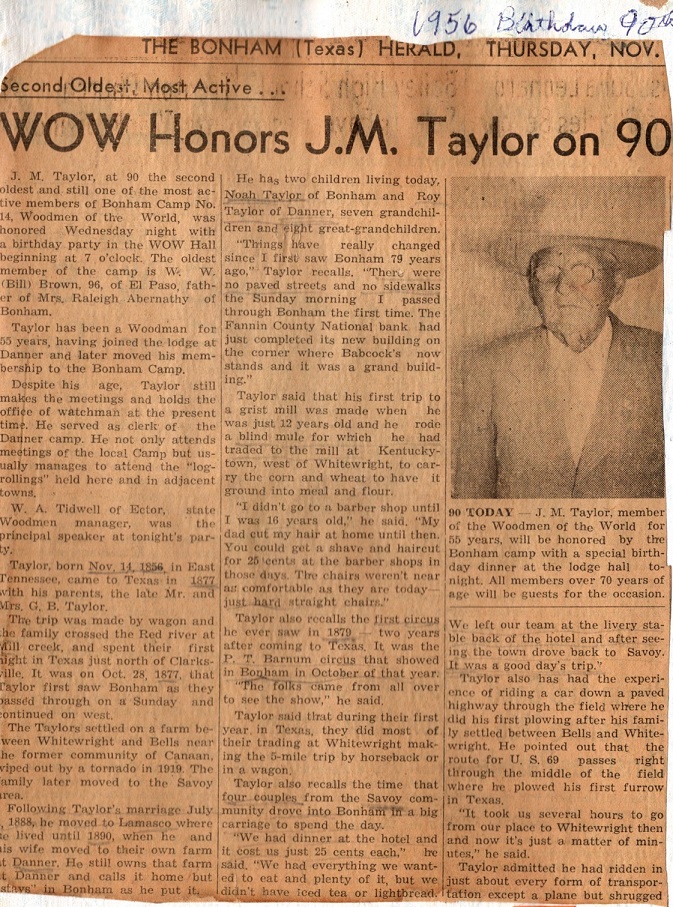 1956 Birthday 90th
THE BONHAM (Texas) HERALD, THURSDAY, NOV.
Second Oldest, Most Active . . .
WOW Honors J.M. Taylor on 90
J. M. Taylor, at 90 the second
oldest and still one of the most ac-
tive members of Bonham Camp No.
14, Woodmen of the World, was
honored Wednesday night with
a birthday party in the WOW Hall
beginning at 7 o'clock. The oldest
member of the camp is W. W.
(Bill) Brown, 96, of El Paso, fath-
er of Mrs. Raleigh Abernathy of
Bonham.
Taylor has been a Woodman for
55 years, having joined the lodge at
Danner and later moved his mem-
bership to the Bonham Camp.
Despite his age, Taylor still
makes the meetings and holds the
office of watchman at the present
time. He served as clerk of the
Danner camp. He not only attends
meetings of the local Camp but us-
ually manages to attend the "log-
rollings" held here and in adjacent
towns.
W. A. Tidwell of Ector, state
Woodmen manager, was the
principal speaker at tonight's par-
ty.
Taylor, born Nov. 14, 1866, in East
Tennessee, came to Texas in 1877
with his parents, the late Mr. and
Mrs. G. B. Taylor.
The trip was made by wagon and
the family crossed the Red river at
Mill creek, and spent their first
night in Texas just north of Clarks-
ville. It was on Oct. 28, 1877, that
Taylor first saw Bonham as they
passed through on a Sunday and
continued on west.
The Taylors settled on a farm be-
ween Whitewright and Bells near
he former community of Canaan,
wiped out by a tornado in 1919. The
family later moved to the Savoy
area.
Following Taylor's marriage July
, 1888, he moved to Lamasco where
e lived until 1890, when he and
his wife moved to their own farm
t Danner. He still owns that farm
t Danner and calls it home but
stays" in Bonham as he put it.
He has two children living today,
Noah Taylor of Bonham and Roy
Taylor of Danner, seven grandchil-
dren and eight great-grandchildren.
"Things have really changed
since I first saw Bonham 79 years
ago," Taylor recalls, "There were
no paved streets and no sidewalks
the Sunday morning I passed
through Bonham the first time. The
Fannin County National bank had
just completed its new building on
the corner where Babcock's now
stands and it was a grand build-
ing."
Taylor said that his first trip to
a grist mill was made when he
was just 12 years old and he rode
a blind mule for which he had
traded to the mill at Kentucky-
town, west of Whitewright, to car-
ry the corn and wheat to have it
ground into meal and flour.
"I didn't go to a barber shop until
I was 16 years old," he said. "My
dad cut my hair at home until then.
You could get a shave and haircut
for 25 cents at the barber shops in
those days. The chairs weren't near
as comfortable as they are today—
just hard straight chairs."
Taylor also recalls the first circus
he ever saw in 1879 — two years
after coming to Texas. It was the
P. T. Barnum circus that showed
in Bonham in October of that year.
"The folks came from all over
to see the show," he said.
Taylor said that during their first
year in Texas, they did most of
their trading at Whitewright mak-
ing the 5-mile trip by horseback or
in a wagon.
Taylor also recalls the time that
four couples from the Savoy com-
munity drove into Bonham in a big
carriage to spend the day.
"We had dinner at the hotel and
it cost us just 25 cents each," he
said. "We had everything we want-
ed to eat and plenty of it, but we
didn't have iced tea or lightbread.
90 TODAY — J. M. Taylor, member
of the Woodmen of the World for
55 years, will be honored by the
Bonham camp with a special birth-
day dinner at the lodge hall to-
night. All members over 70 years of
age will be guests for the occasion.
We left our team at the livery sta-
ble back of the hotel and after see-
ing the town drove back to Savoy.
It was a good day's trip."
Taylor also has had the experi-
ence of riding a car down a paved
highway through the field where he
did his first plowing after his fami-
ly settled between Bells and White-
wright. He pointed out that the
route for U. S. 69 passes right
through the middle of the field
where he plowed his first furrow
in Texas.
"It took us several hours to go
from our place to Whitewright then
and now it's just a matter of min-
utes," he said.
Taylor admitted he had ridden in
just about every form of transpor-
tation except a plane but shrugged